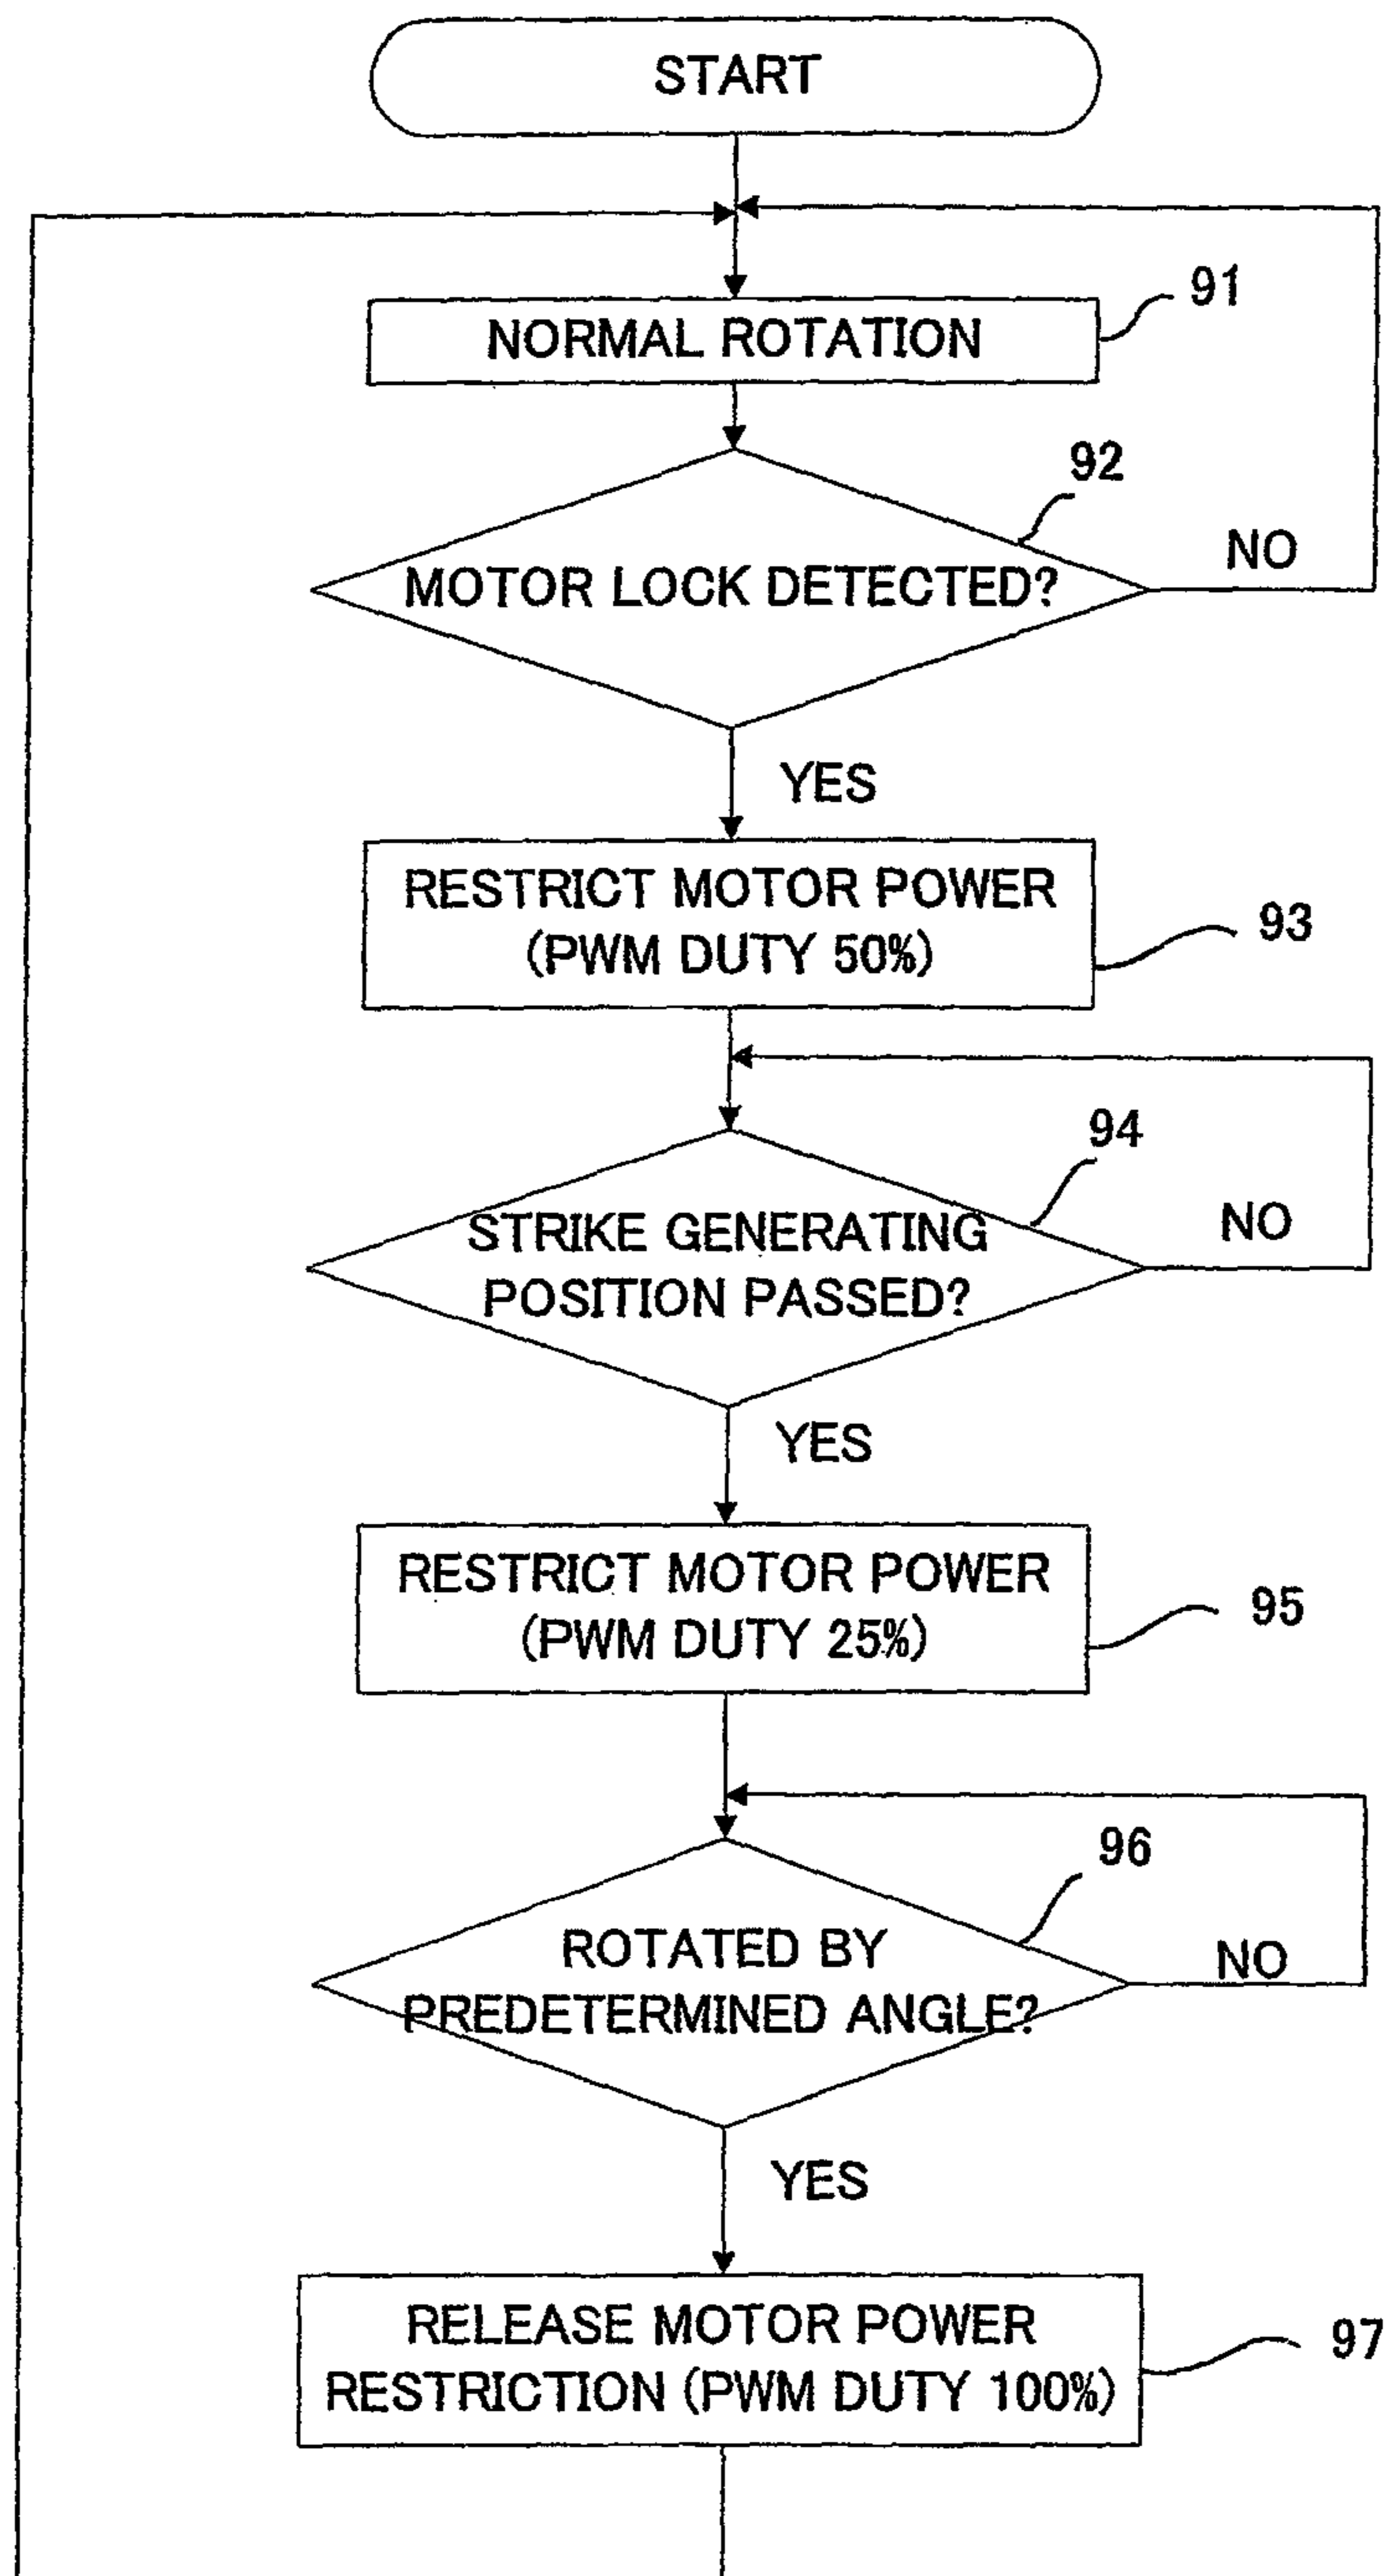 START
91
NORMAL ROTATION
92
MOTOR LOCK DETECTED?
NO
YES
RESTRICT MOTOR POWER
(PWM DUTY 50%)
93
94
STRIKE GENERATING
POSITION PASSED?
NO
YES
RESTRICT MOTOR POWER
(PWM DUTY 25%)
95
96
ROTATED BY
PREDETERMINED ANGLE?
NO
YES
RELEASE MOTOR POWER
RESTRICTION (PWM DUTY 100%)
97